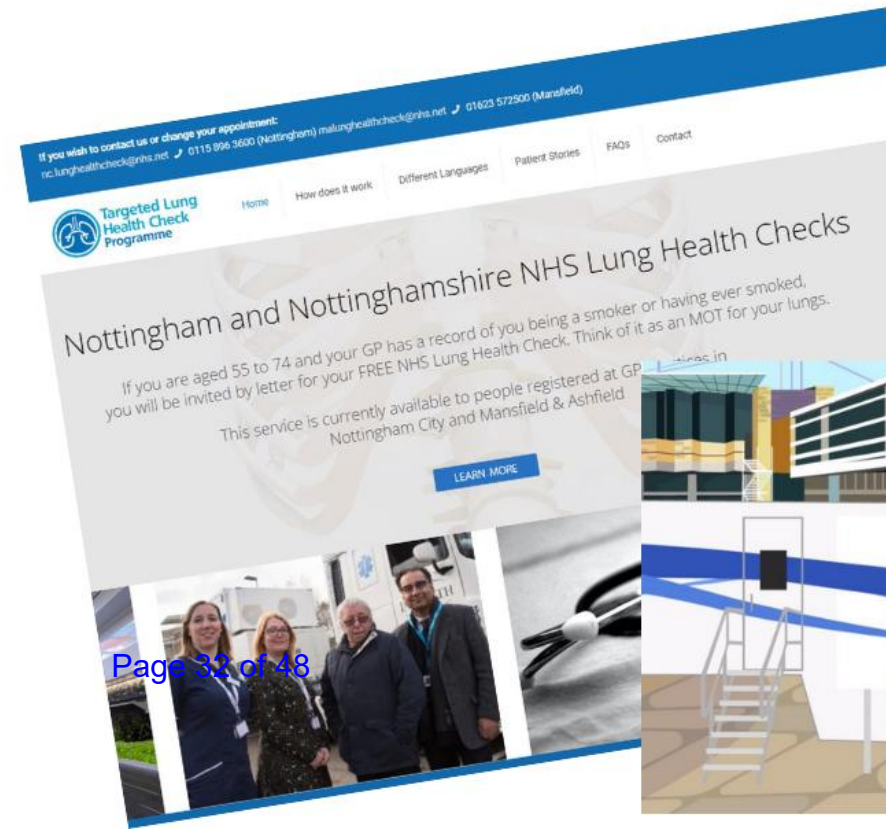 If you wish to contact us or change your appointment:
nc.lunghealthcheck@nhs.net 0115 896 3600 (Nottingham) malunghealthcheck@nhs.net 01623 572500 (Mansfield)
Targeted Lung
Health Check
Programme
Home How does it work Different Languages Patient Stories FAQs Contact
Nottingham and Nottinghamshire NHS Lung Health Checks
If you are aged 55 to 74 and your GP has a record of you being a smoker or having ever smoked,
you will be invited by letter for your FREE NHS Lung Health Check. Think of it as an MOT for your lungs.
This service is currently available to people registered at GP in
Nottingham City and Mansfield & Ashfield
LEARN MORE
Page 32 of 48